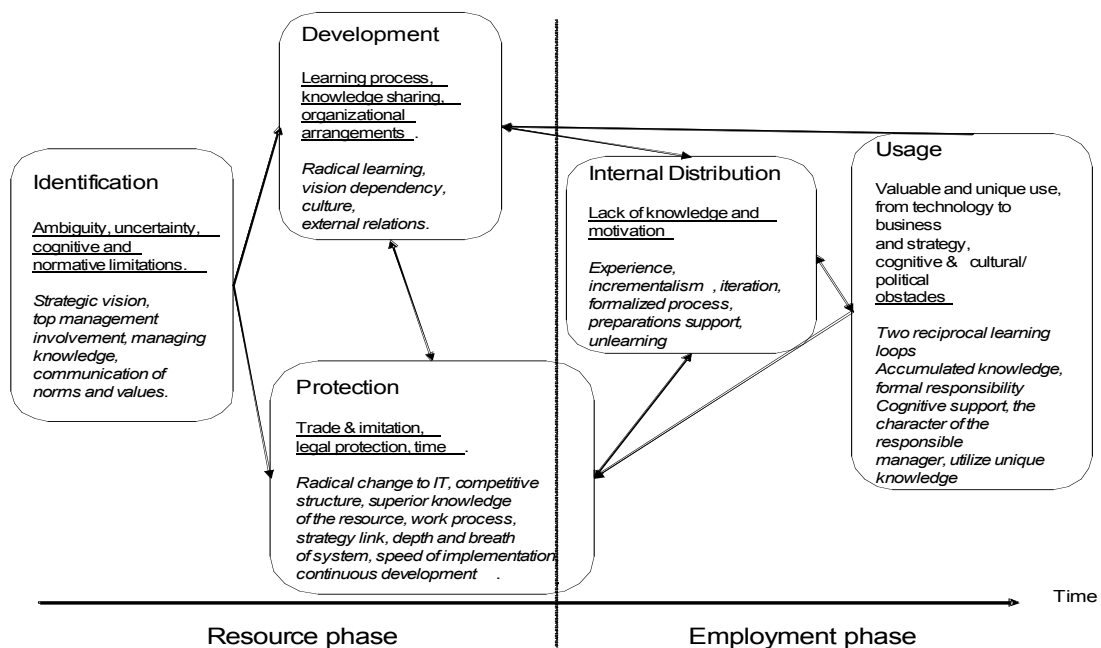 Development
Learning process,
knowledge sharing,
organizational
arrangements .
Radical learning,
vision dependency,
culture,
external relations.
Identification
Ambiguity, uncertainty,
cognitive and
normative limitations.
Strategic vision,
top management
involvement, managing
knowledge,
communication of
norms and values.
Protection
Trade & imitation,
legal protection, time .
Radical change to IT, competitive
structure, superior knowledge
of the resource, work process,
strategy link, depth and breath
of system, speed of implementation
continuous development .
Internal Distribution
Lack of knowledge and
motivation
Experience,
incrementalism , iteration,
formalized process,
preparations support,
unlearning
Usage
Valuable and unique use,
from technology to
business
and strategy,
cognitive & cultural/
political
obstacles
Two reciprocal learning
loops
Accumulated knowledge,
formal responsibility
Cognitive support, the
character of the
responsible
manager, utilize unique
knowledge
Time
Resource phase
Employment phase